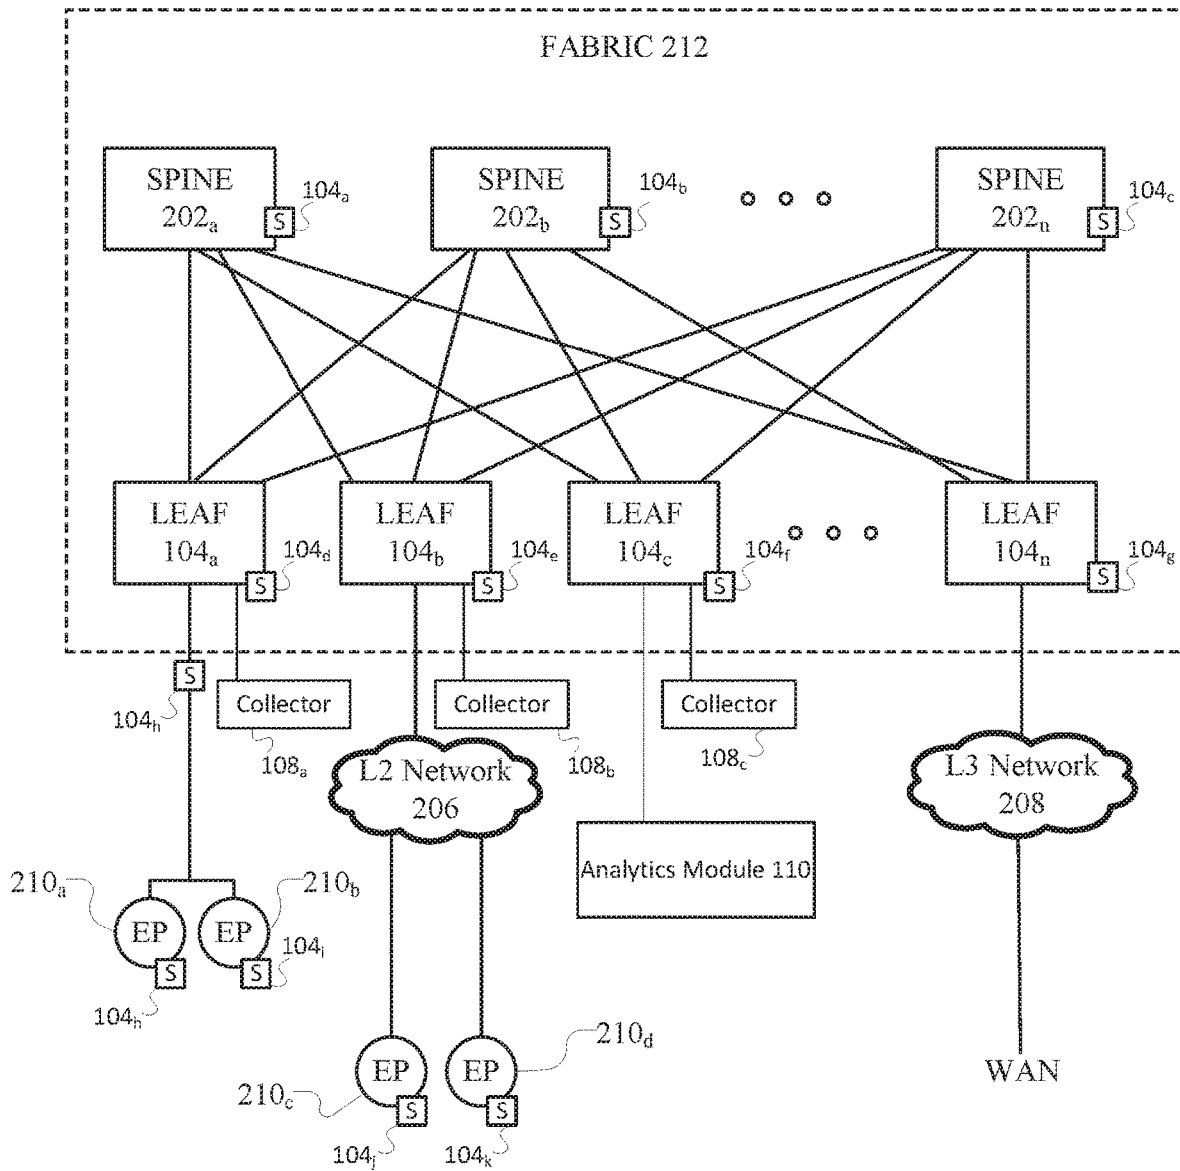 FABRIC 212
SPINE
202a
S
104a
SPINE
202b
S
104b
SPINE
202n
S
104c
LEAF
104a
S
104d
LEAF
104b
S
104e
LEAF
104c
S
104f
LEAF
104n
S
104g
S
104h
Collector
108a
Collector
108b
Collector
108c
L2 Network
206
L3 Network
208
Analytics Module 110
210a
EP
S
104h
210b
EP
S
104i
210c
EP
S
104j
210d
EP
S
104k
WAN